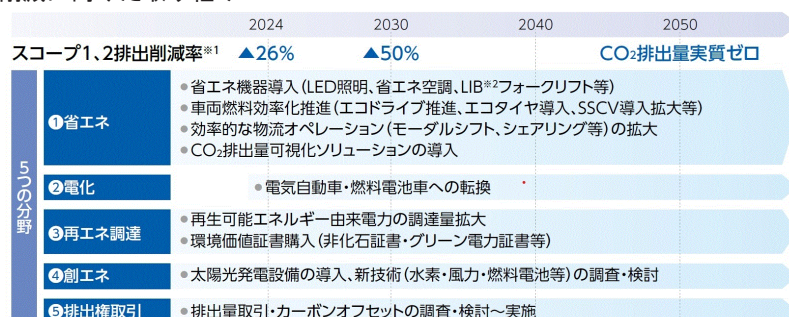 2024 2030 2040 2050
スコープ1、2排出削減率※1 ▲26% ▲50% CO2排出量実質ゼロ
5つの分野
❶省エネ
●省エネ機器導入（LED照明、省エネ空調、LIB※2フォークリフト等）
●車両燃料効率化推進（エコドライブ推進、エコタイヤ導入、SSCV導入拡大等）
●効率的な物流オペレーション（モーダルシフト、シェアリング等）の拡大
●CO2排出量可視化ソリューションの導入
❷電化
●電気自動車・燃料電池車への転換
❸再エネ調達
●再生可能エネルギー由来電力の調達量拡大
●環境価値証書購入（非化石証書・グリーン電力証書等）
❹創エネ
●太陽光発電設備の導入、新技術（水素・風力・燃料電池等）の調査・検討
❺排出権取引
●排出量取引・カーボンオフセットの調査・検討～実施